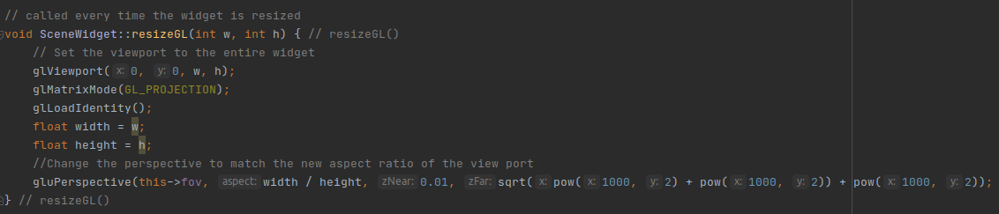 // called every time the widget is resized
void SceneWidget::resizeGL(int w, int h) { // resizeGL()
// Set the viewport to the entire widget
glViewport( x: 0, y: 0, w, h);
glMatrixMode(GL_PROJECTION);
glLoadIdentity();
float width = w;
float height = h;
//Change the perspective to match the new aspect ratio of the view port
gluPerspective(this->fov, aspect: width / height, zNear: 0.01, zFar: sqrt( x: pow( x: 1000, y: 2) + pow( x: 1000, y: 2)) + pow( x: 1000, y: 2));
} // resizeGL()